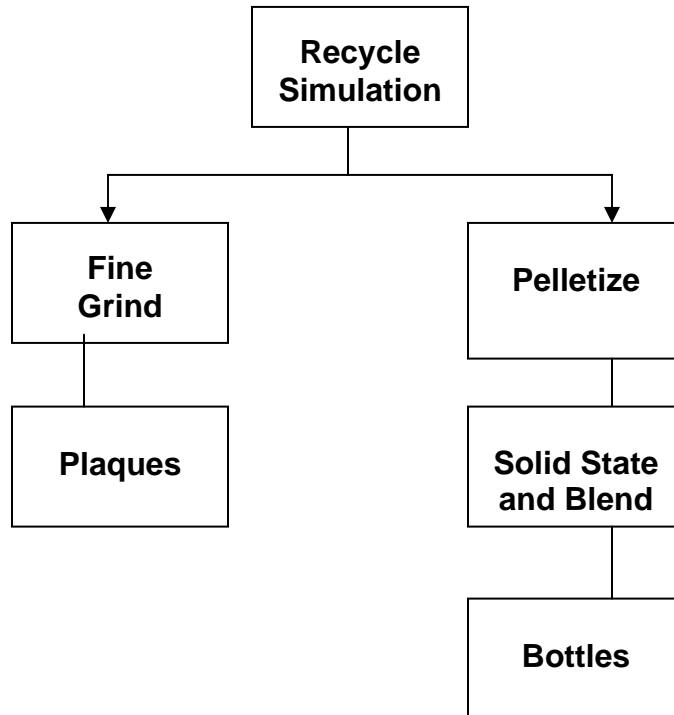 Recycle
Simulation
Fine
Grind
Pelletize
Plaques
Solid State
and Blend
Bottles